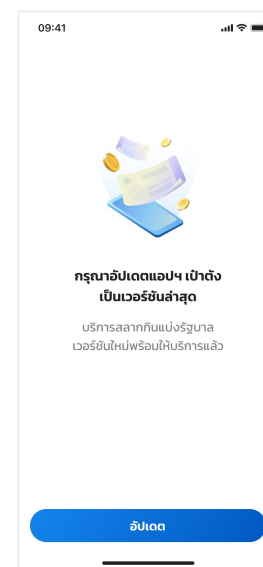 09:41
กรุณาอัปเดตแอปฯ เป๋าตัง
เป็นเวอร์ชันล่าสุด
บริการสลากกินแบ่งรัฐบาล
เวอร์ชันใหม่พร้อมให้บริการแล้ว
อัปเดต